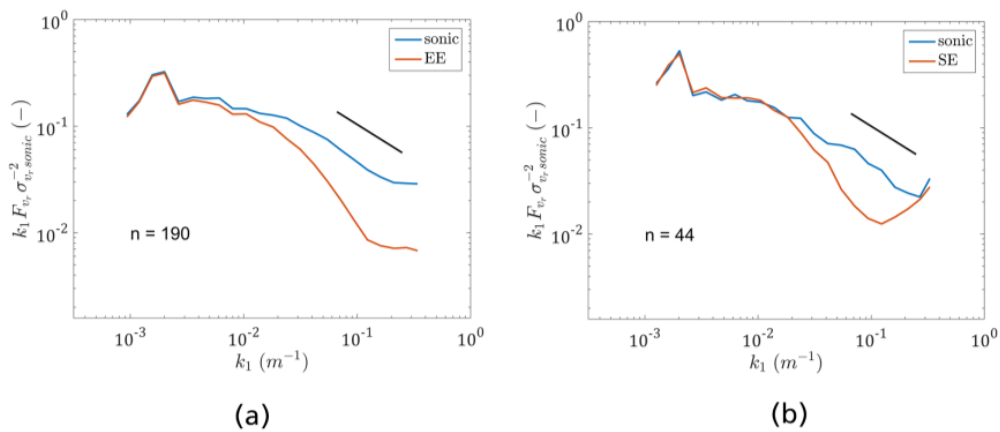 10^0
10^-1
10^-2
k_1 F_{v_r} σ^{-2}_{v_r sonic} (−)
sonic
EE
n = 190
10^-3 10^-2 10^-1 10^0
k_1 (m^{-1})
(a)
10^0
10^-1
10^-2
k_1 F_{v_r} σ^{-2}_{v_r sonic} (−)
sonic
SE
n = 44
10^-3 10^-2 10^-1 10^0
k_1 (m^{-1})
(b)